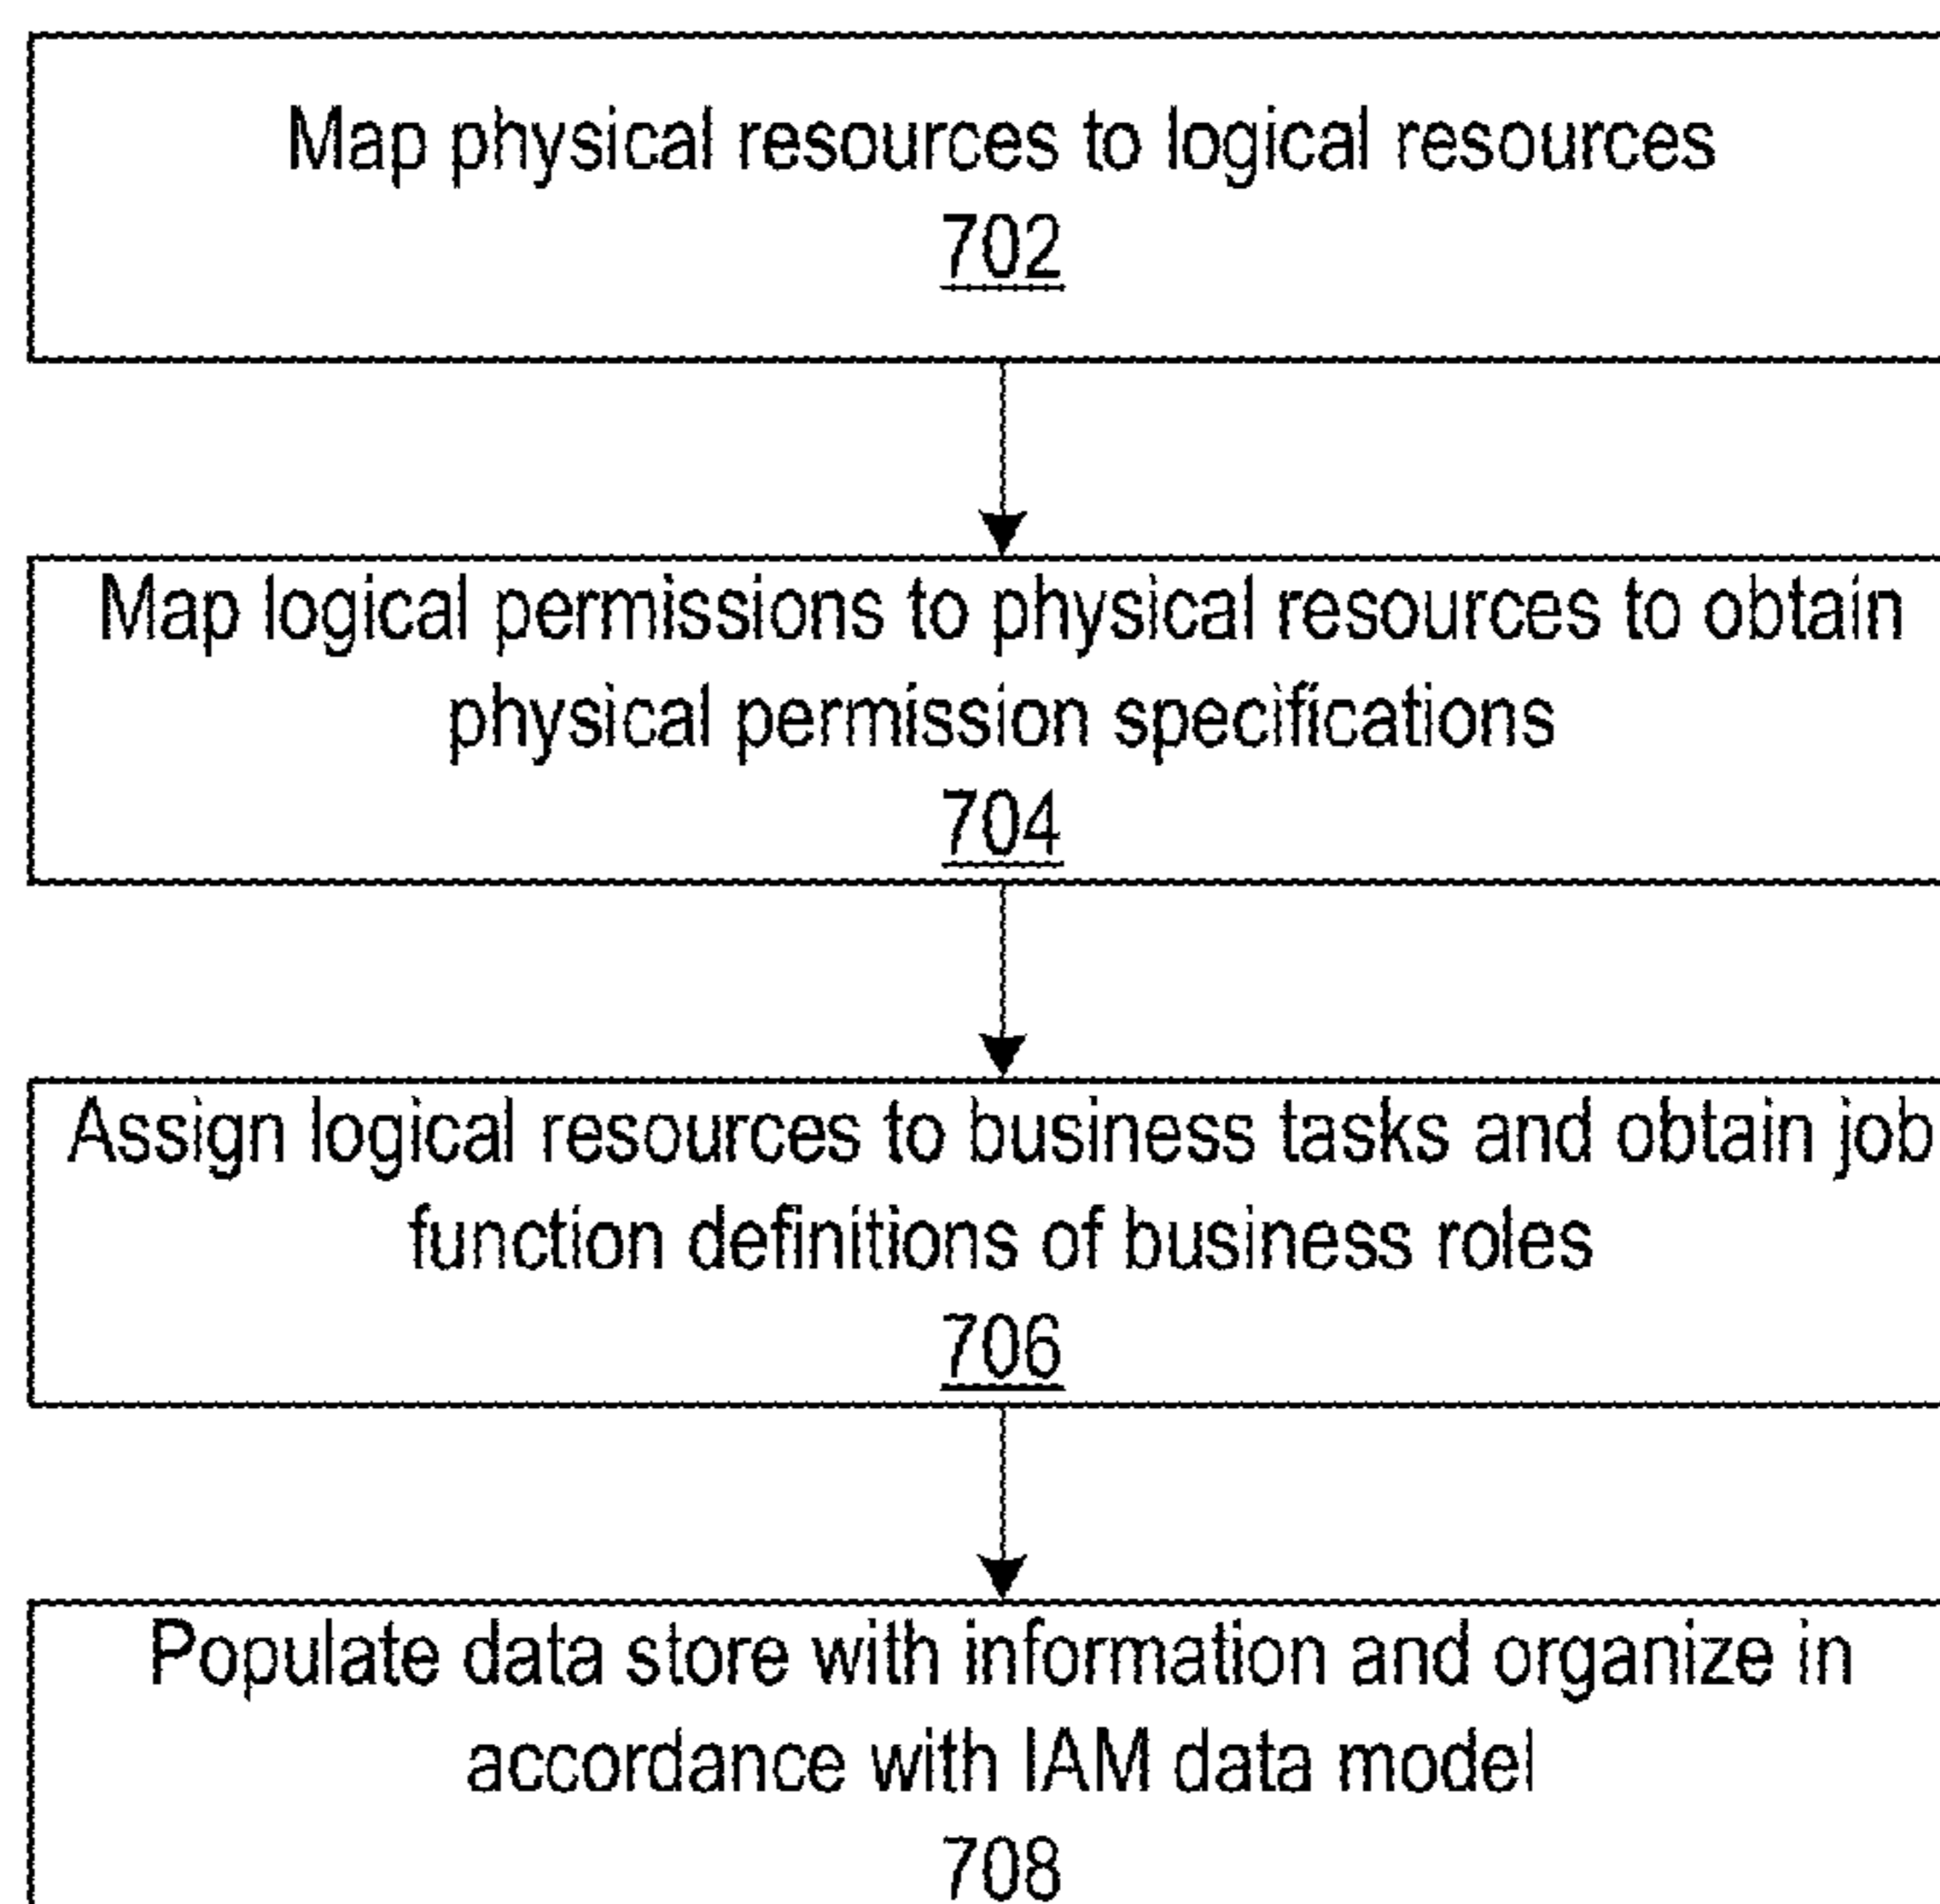 Map physical resources to logical resources
702
Map logical permissions to physical resources to obtain
physical permission specifications
704
Assign logical resources to business tasks and obtain job
function definitions of business roles
706
Populate data store with information and organize in
accordance with IAM data model
708